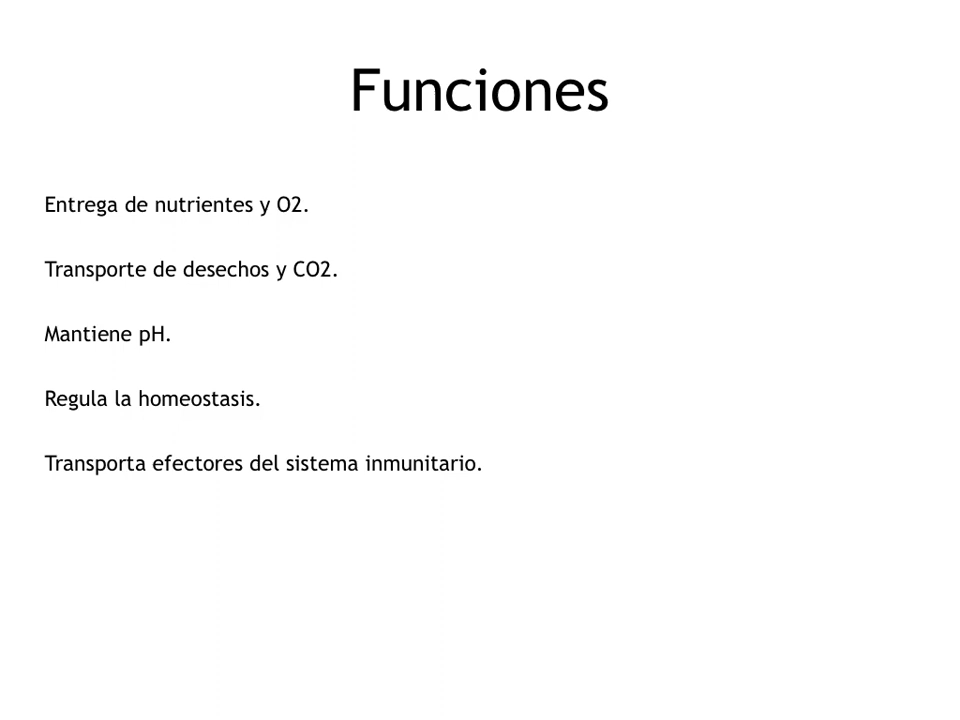 Funciones
Entrega de nutrientes y O2.
Transporte de desechos y CO2.
Mantiene pH.
Regula la homeostasis.
Transporta efectores del sistema inmunitario.